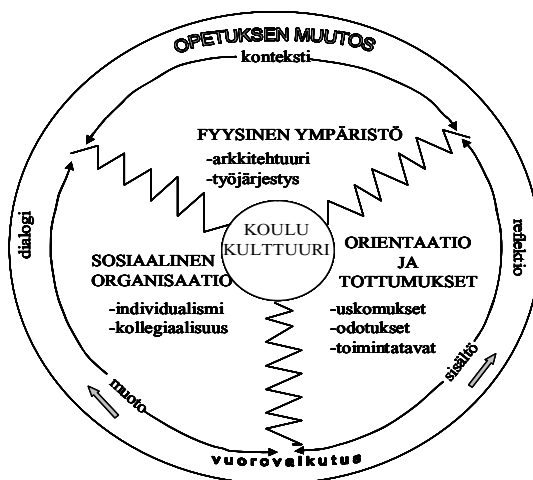 OPETUKSEN MUUTOS
konteksti
FYYSINEN YMPÄRISTÖ
-arkkitehtuuri
-työjärjestys
KOULU
KULTTUURI
dialogi
SOSIAALINEN
ORGANISAATIO
-individualismi
-kollegiaalisuus
ORIENTAATIO
JA
TOTTUMUKSET
-uskomukset
-odotukset
-toimintatavat
reflektio
muoto
sisältö
vuorovaikutus